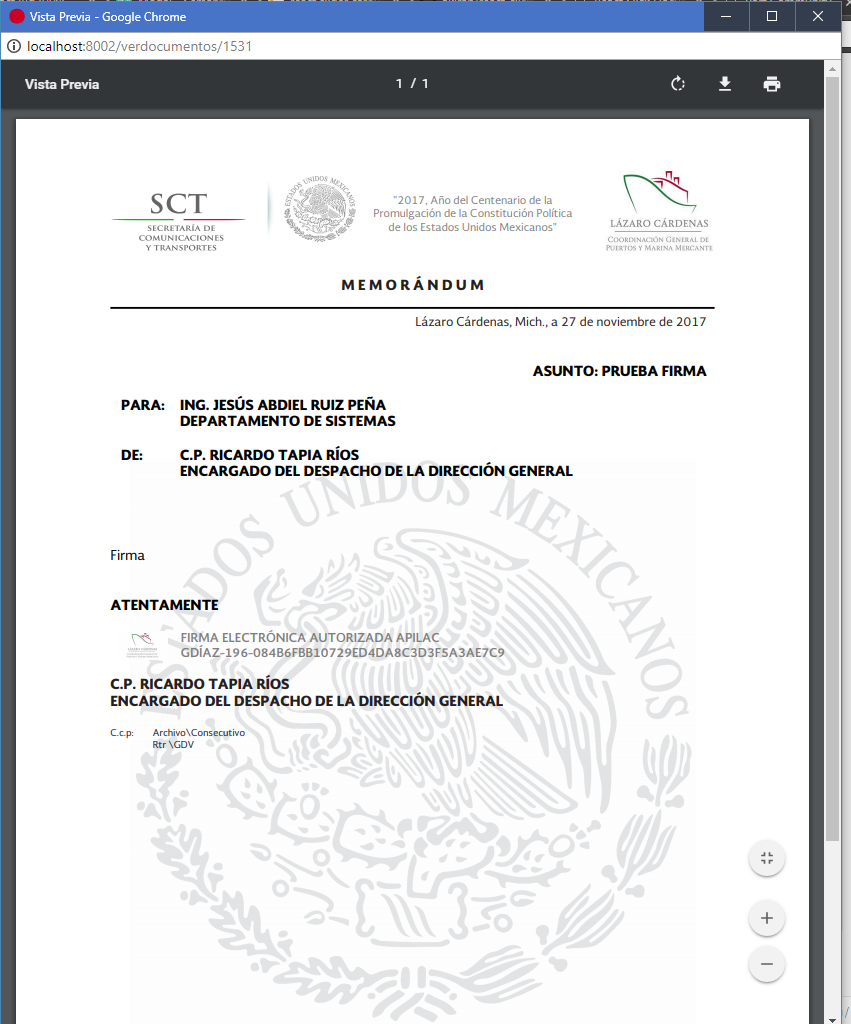 Vista Previa - Google Chrome
localhost:8002/verdocumentos/1531
Vista Previa
1 / 1
SCT
SECRETARÍA DE
COMUNICACIONES
Y TRANSPORTES
ESTADOS UNIDOS MEXICANOS
"2017, Año del Centenario de la
Promulgación de la Constitución Política
de los Estados Unidos Mexicanos"
LÁZARO CÁRDENAS
COORDINACIÓN GENERAL DE
PUERTOS Y MARINA MERCANTE
MEMORÁNDUM
Lázaro Cárdenas, Mich., a 27 de noviembre de 2017
ASUNTO: PRUEBA FIRMA
PARA: ING. JESÚS ABDIEL RUIZ PEÑA
DEPARTAMENTO DE SISTEMAS
DE: C.P. RICARDO TAPIA RÍOS
ENCARGADO DEL DESPACHO DE LA DIRECCIÓN GENERAL
ESTADOS UNIDOS MEXICANOS
Firma
ATENTAMENTE
FIRMA ELECTRÓNICA AUTORIZADA APILAC
GDÍAZ-196-084B6FBB10729ED4DA8C3D3F5A3AE7C9
C.P. RICARDO TAPIA RÍOS
ENCARGADO DEL DESPACHO DE LA DIRECCIÓN GENERAL
C.c.p: Archivo\Consecutivo
Rtr \GDV